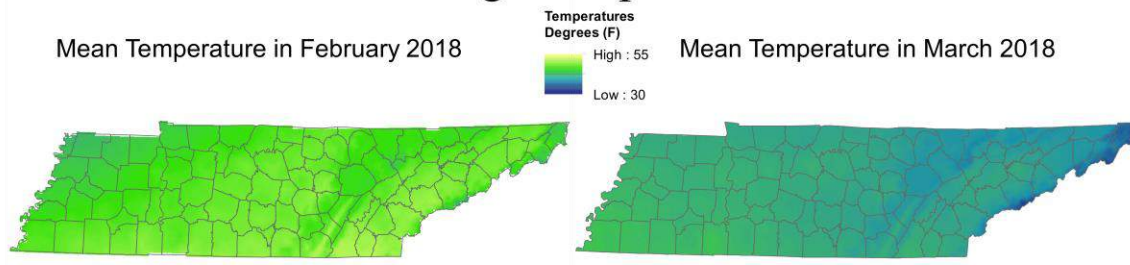 Temperatures
Degrees (F)
High : 55
Low : 30
Mean Temperature in February 2018
Mean Temperature in March 2018